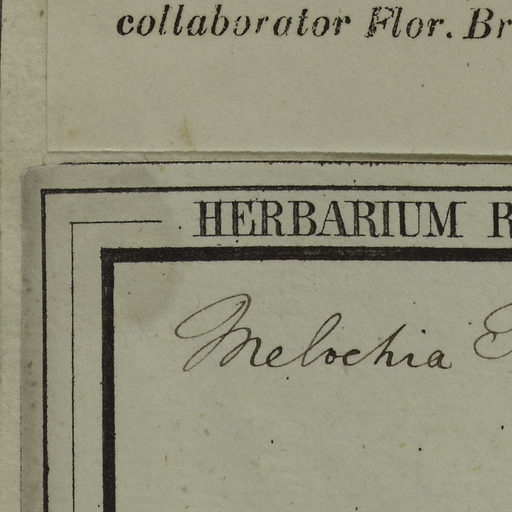 collaborator Flor. Br
HERBARIUM R
Melochia